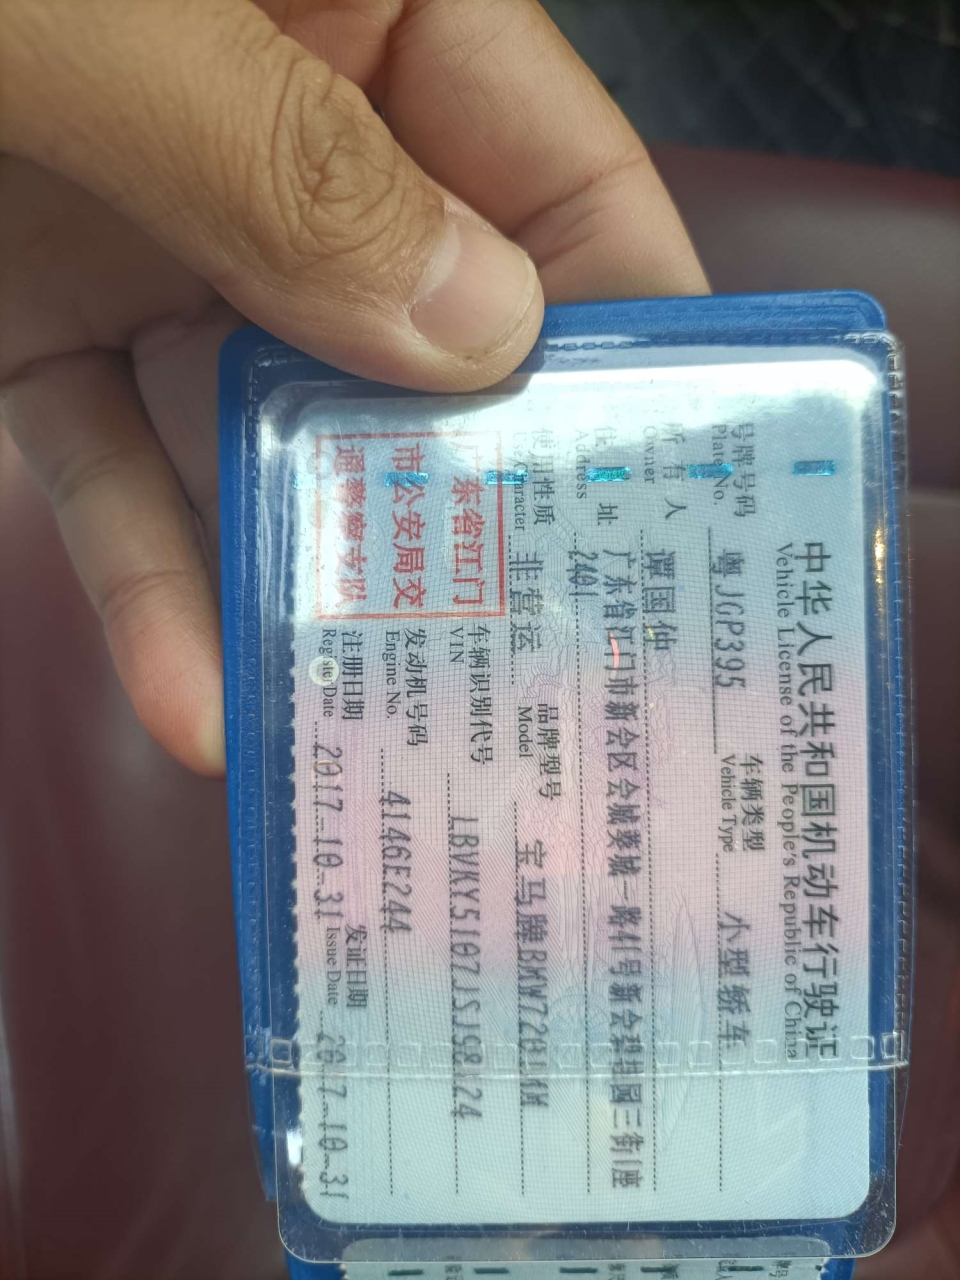 中华人民共和国机动车行驶证
Vehicle License of the People's Republic of China
号牌号码 粤JGP395 车辆类型 小型轿车
Plate No. Vehicle Type
所有人 谭国仲
Owner
住址 广东省江门市新会区会城葵城一路41号新会碧桂园三街1座
Address 2401
使用性质 非营运 品牌型号 宝马牌BMW7201
Use Character Model
广东省江门
市公安局交
通警察支队
车辆识别代号
VIN
发动机号码 4146E244
Engine No.
注册日期 2017-10-31 发证日期 2017-10-31
Register Date Issue Date